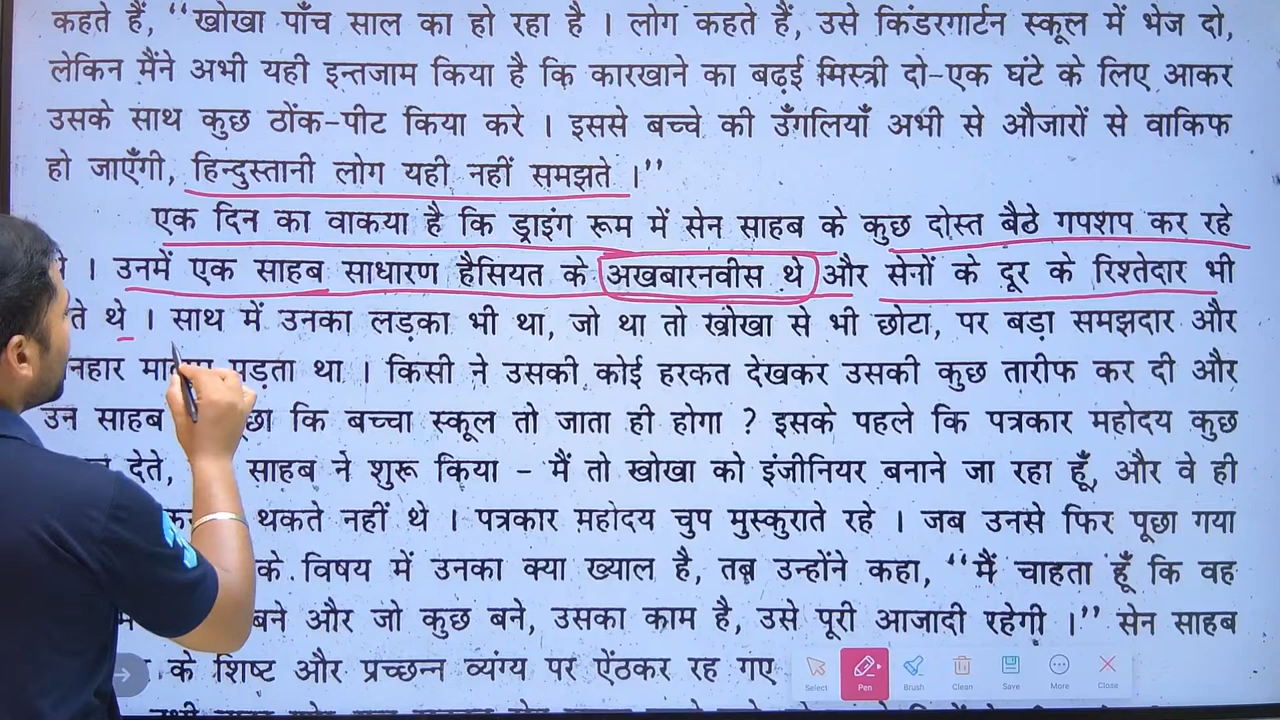 कहते हैं, “खोखा पाँच साल का हो रहा है । लोग कहते हैं, उसे किंडरगार्टन स्कूल में भेज दो,
लेकिन मैंने अभी यही इन्तजाम किया है कि कारखाने का बढ़ई मिस्त्री दो-एक घंटे के लिए आकर
उसके साथ कुछ ठोंक-पीट किया करे । इससे बच्चे की उँगलियाँ अभी से औजारों से वाकिफ
हो जाएँगी, हिन्दुस्तानी लोग यही नहीं समझते ।”
एक दिन का वाकया है कि ड्राइंग रूम में सेन साहब के कुछ दोस्त बैठे गपशप कर रहे
। उनमें एक साहब साधारण हैसियत के अखबारनवीस थे और सेनों के दूर के रिश्तेदार भी
ते थे । साथ में उनका लड़का भी था, जो था तो खोखा से भी छोटा, पर बड़ा समझदार और
नहार पड़ता था । किसी ने उसकी कोई हरकत देखकर उसकी कुछ तारीफ कर दी और
उन साहब छा कि बच्चा स्कूल तो जाता ही होगा ? इसके पहले कि पत्रकार महोदय कुछ
देते, साहब ने शुरू किया - मैं तो खोखा को इंजीनियर बनाने जा रहा हूँ, और वे ही
थकते नहीं थे । पत्रकार महोदय चुप मुस्कुराते रहे । जब उनसे फिर पूछा गया
के विषय में उनका क्या ख्याल है, तब उन्होंने कहा, “मैं चाहता हूँ कि वह
बने और जो कुछ बने, उसका काम है, उसे पूरी आजादी रहेगी ।” सेन साहब
के शिष्ट और प्रच्छन्न व्यंग्य पर ऐंठकर रह गए
Select Pen Brush Clean Save More Close